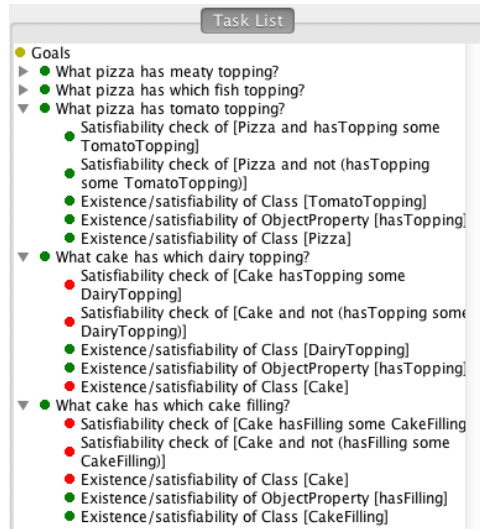 Task List
Goals
What pizza has meaty topping?
What pizza has which fish topping?
What pizza has tomato topping?
Satisfiability check of [Pizza and hasTopping some
TomatoTopping]
Satisfiability check of [Pizza and not (hasTopping
some TomatoTopping)]
Existence/satisfiability of Class [TomatoTopping]
Existence/satisfiability of ObjectProperty [hasTopping]
Existence/satisfiability of Class [Pizza]
What cake has which dairy topping?
Satisfiability check of [Cake hasTopping some
DairyTopping]
Satisfiability check of [Cake and not (hasTopping some
DairyTopping)]
Existence/satisfiability of Class [DairyTopping]
Existence/satisfiability of ObjectProperty [hasTopping]
Existence/satisfiability of Class [Cake]
What cake has which cake filling?
Satisfiability check of [Cake hasFilling some CakeFilling
Satisfiability check of [Cake and not (hasFilling some
CakeFilling)]
Existence/satisfiability of Class [Cake]
Existence/satisfiability of ObjectProperty [hasFilling]
Existence/satisfiability of Class [CakeFilling]